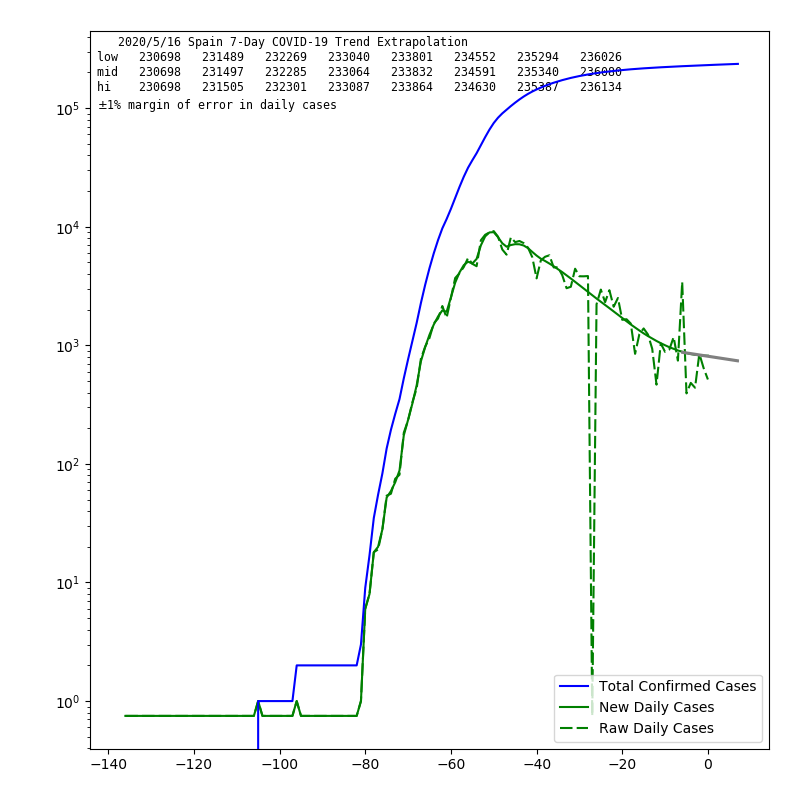 2020/5/16 Spain 7-Day COVID-19 Trend Extrapolation
low 230698 231489 232269 233040 233801 234552 235294 236026
mid 230698 231497 232285 233064 233832 234591 235340 236080
hi 230698 231505 232301 233087 233864 234630 235387 236134
±1% margin of error in daily cases
10⁵
10⁴
10³
10²
10¹
10⁰
Total Confirmed Cases
New Daily Cases
Raw Daily Cases
−140 −120 −100 −80 −60 −40 −20 0